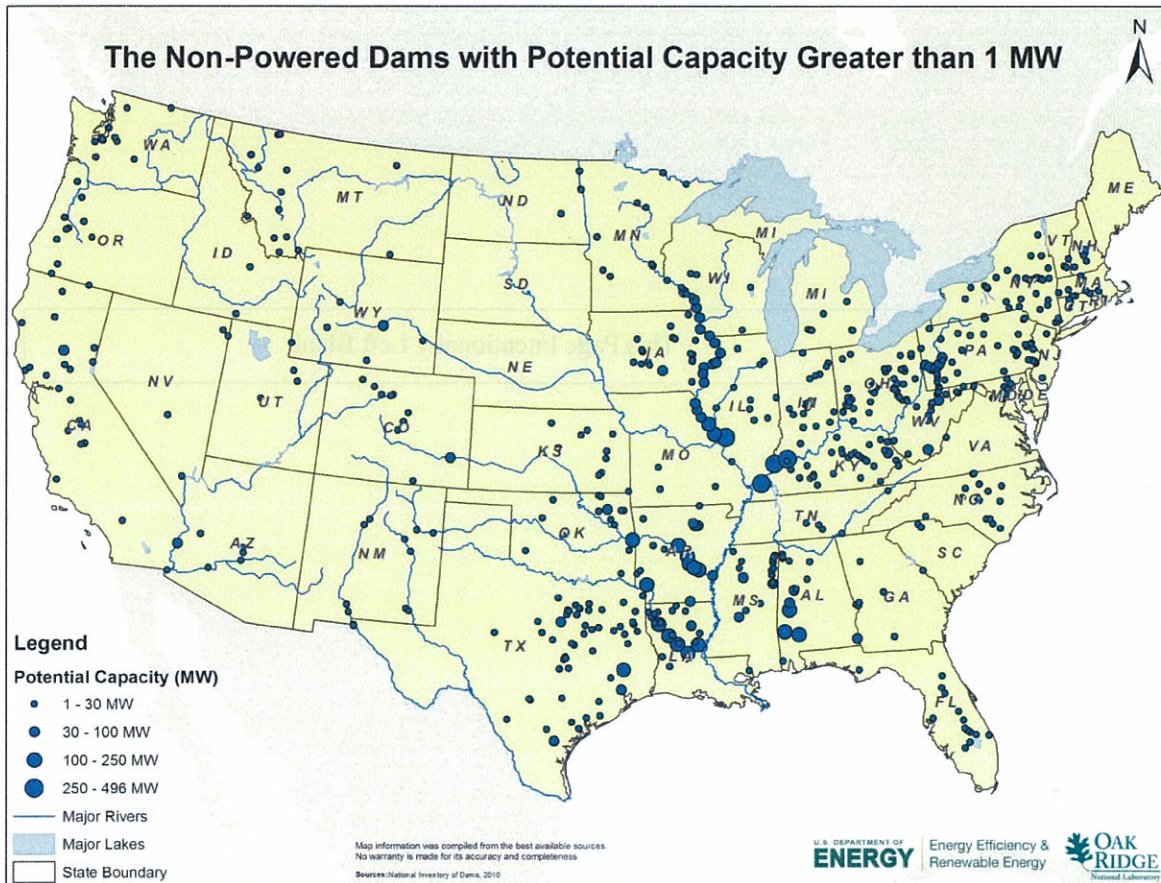 The Non-Powered Dams with Potential Capacity Greater than 1 MW
N
WA
MT
ND
MN
MI
ME
VT
NH
OR
ID
SD
WI
MI
NY
MA
CT
RI
WY
IA
PA
NJ
NE
NV
UT
IL
IN
OH
MD
DE
CA
CO
KS
MO
WV
KY
VA
NC
TN
AZ
NM
OK
AR
SC
MS
AL
GA
TX
LA
FL
Legend
Potential Capacity (MW)
1 - 30 MW
30 - 100 MW
100 - 250 MW
250 - 496 MW
Major Rivers
Major Lakes
State Boundary
Map information was compiled from the best available sources.
No warranty is made for its accuracy and completeness
Sources:National Inventory of Dams, 2010
U.S. DEPARTMENT OF
ENERGY
Energy Efficiency &
Renewable Energy
OAK
RIDGE
National Laboratory